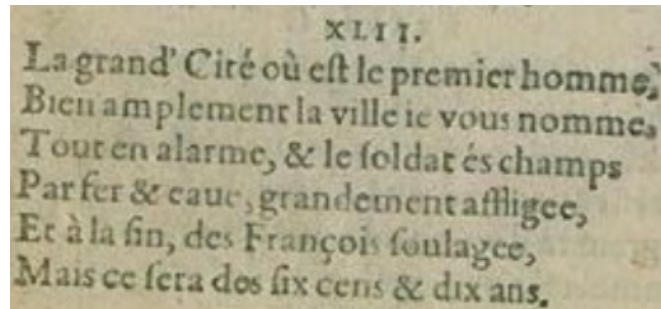 XLII.
La grand' Cité où eſt le premier homme,
Bien amplement la ville ie vous nomme,
Tout en alarme, & le ſoldat és champs
Par fer & eaue, grandement affligee,
Et à la fin, des François ſoulagee,
Mais ce ſera dos ſix cens & dix ans.